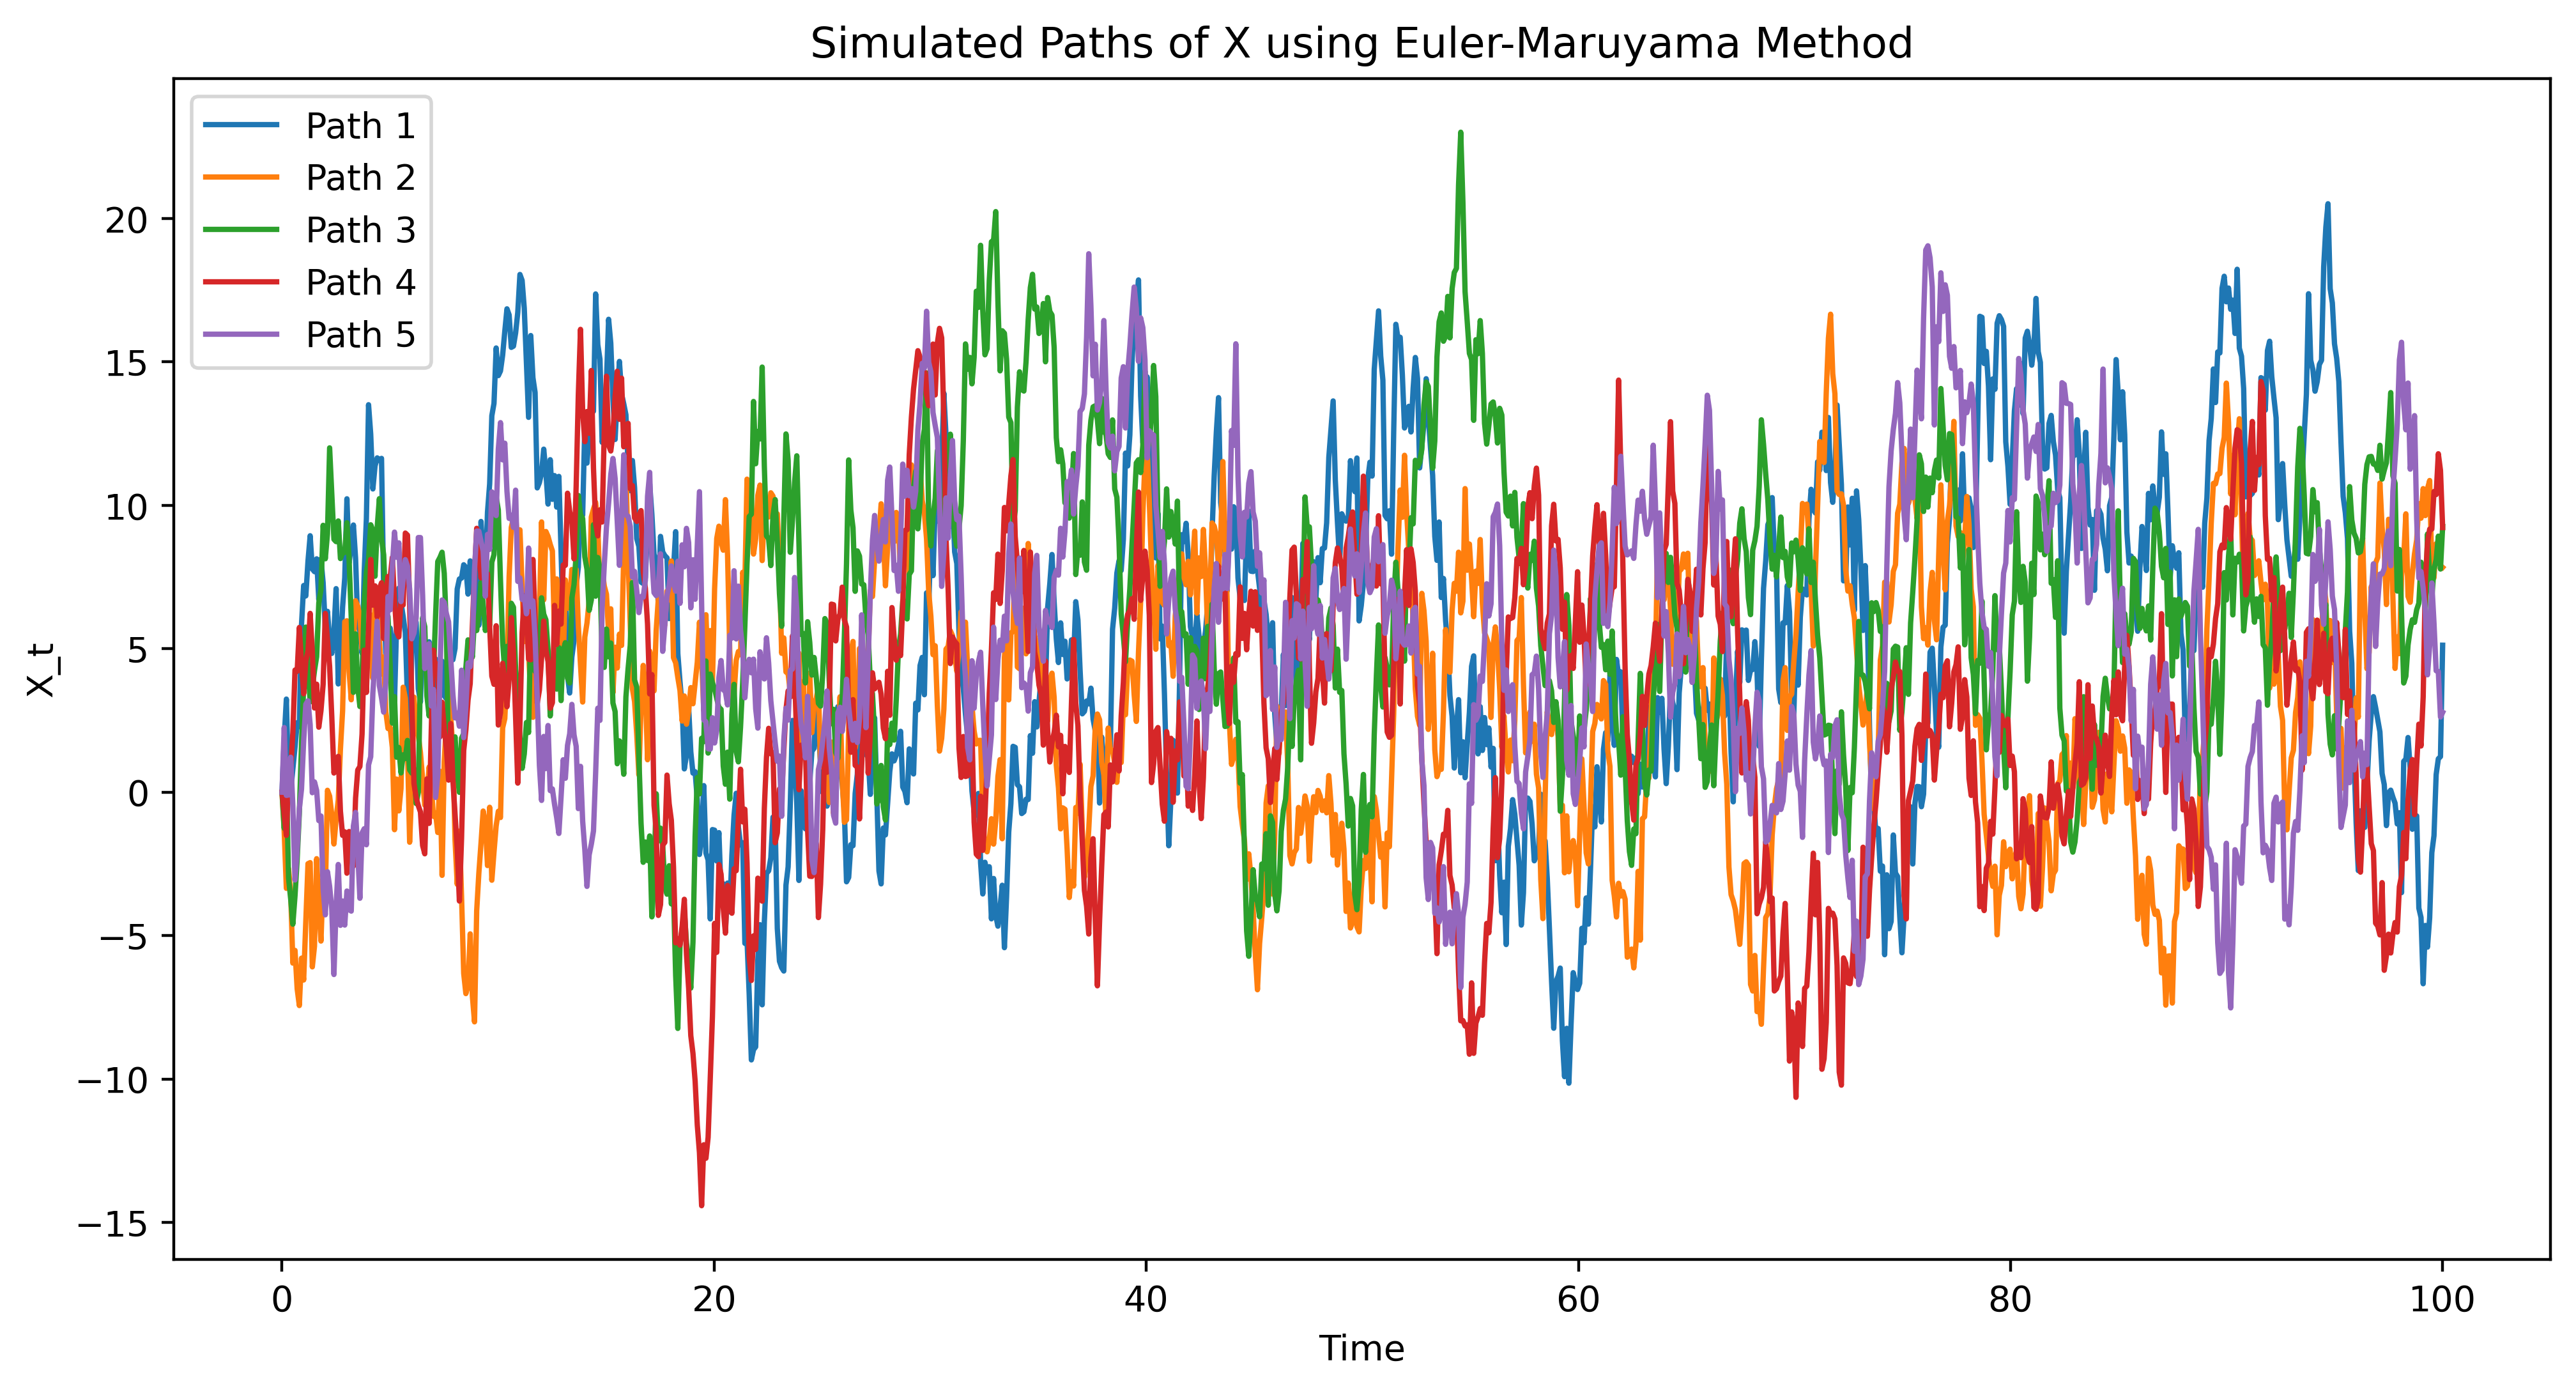 Simulated Paths of X using Euler-Maruyama Method
Path 1
Path 2
Path 3
Path 4
Path 5
20
15
10
5
0
−5
−10
−15
X_t
0
20
40
60
80
100
Time